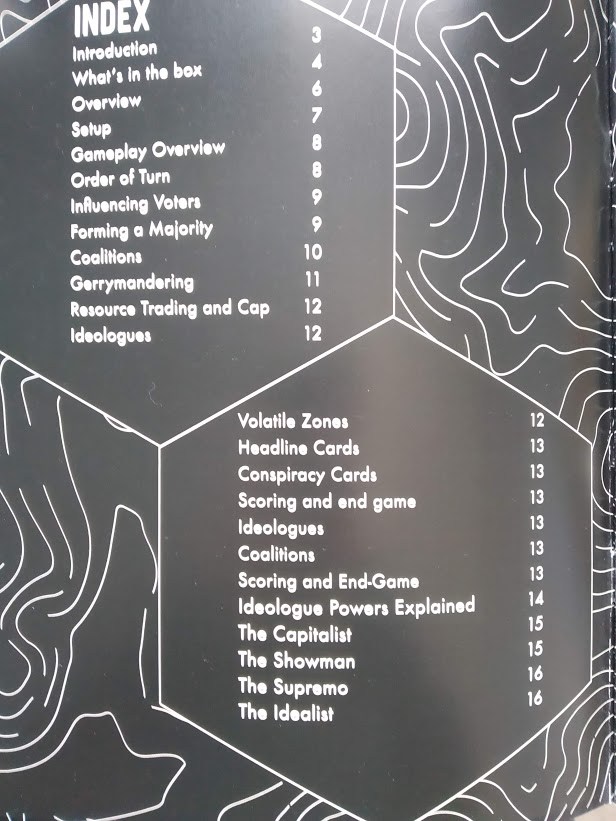 INDEX
Introduction 3
What's in the box 4
Overview 6
Setup 7
Gameplay Overview 8
Order of Turn 8
Influencing Voters 9
Forming a Majority 9
Coalitions 10
Gerrymandering 11
Resource Trading and Cap 12
Ideologues 12
Volatile Zones 12
Headline Cards 13
Conspiracy Cards 13
Scoring and end game 13
Ideologues 13
Coalitions 13
Scoring and End-Game 13
Ideologue Powers Explained 14
The Capitalist 15
The Showman 15
The Supremo 16
The Idealist 16